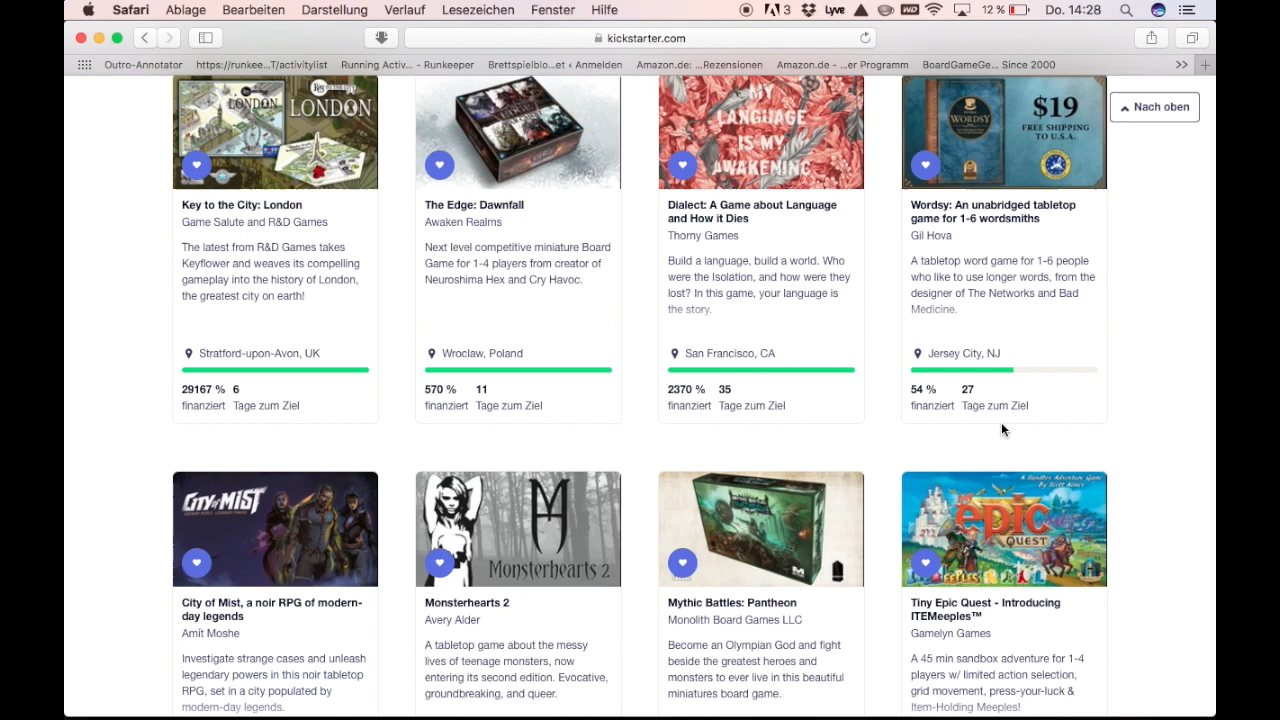 Safari Ablage Bearbeiten Darstellung Verlauf Lesezeichen Fenster Hilfe 3 Lyve WD 12 % Do. 14:28
kickstarter.com
Outro-Annotator https://runkee...T/activitylist Running Activ... - Runkeeper Brettspielblo...et ‹ Anmelden Amazon.de: ...Rezensionen Amazon.de - ...er Programm BoardGameGe... Since 2000
Nach oben
LONDON
LONDON
MY
LANGUAGE
IS MY
AWAKENING
WORDSY
$19
FREE SHIPPING
TO U.S.A.
Key to the City: London
Game Salute and R&D Games
The latest from R&D Games takes
Keyflower and weaves its compelling
gameplay into the history of London,
the greatest city on earth!
Stratford-upon-Avon, UK
29167 % 6
finanziert Tage zum Ziel
The Edge: Dawnfall
Awaken Realms
Next level competitive miniature Board
Game for 1-4 players from creator of
Neuroshima Hex and Cry Havoc.
Wroclaw, Poland
570 % 11
finanziert Tage zum Ziel
Dialect: A Game about Language
and How it Dies
Thorny Games
Build a language, build a world. Who
were the Isolation, and how were they
lost? In this game, your language is
the story.
San Francisco, CA
2370 % 35
finanziert Tage zum Ziel
Wordsy: An unabridged tabletop
game for 1-6 wordsmiths
Gil Hova
A tabletop word game for 1-6 people
who like to use longer words, from the
designer of The Networks and Bad
Medicine.
Jersey City, NJ
54 % 27
finanziert Tage zum Ziel
CITY OF MIST
Monsterhearts 2
A Sandbox Adventure Game
By Scott Almes
epic
QUEST
City of Mist, a noir RPG of modern-
day legends
Amít Moshe
Investigate strange cases and unleash
legendary powers in this noir tabletop
RPG, set in a city populated by
modern-day legends.
Monsterhearts 2
Avery Alder
A tabletop game about the messy
lives of teenage monsters, now
entering its second edition. Evocative,
groundbreaking, and queer.
Mythic Battles: Pantheon
Monolith Board Games LLC
Become an Olympian God and fight
beside the greatest heroes and
monsters to ever live in this beautiful
miniatures board game.
Tiny Epic Quest - Introducing
ITEMeeples™
Gamelyn Games
A 45 min sandbox adventure for 1-4
players w/ limited action selection,
grid movement, press-your-luck &
Item-Holding Meeples!